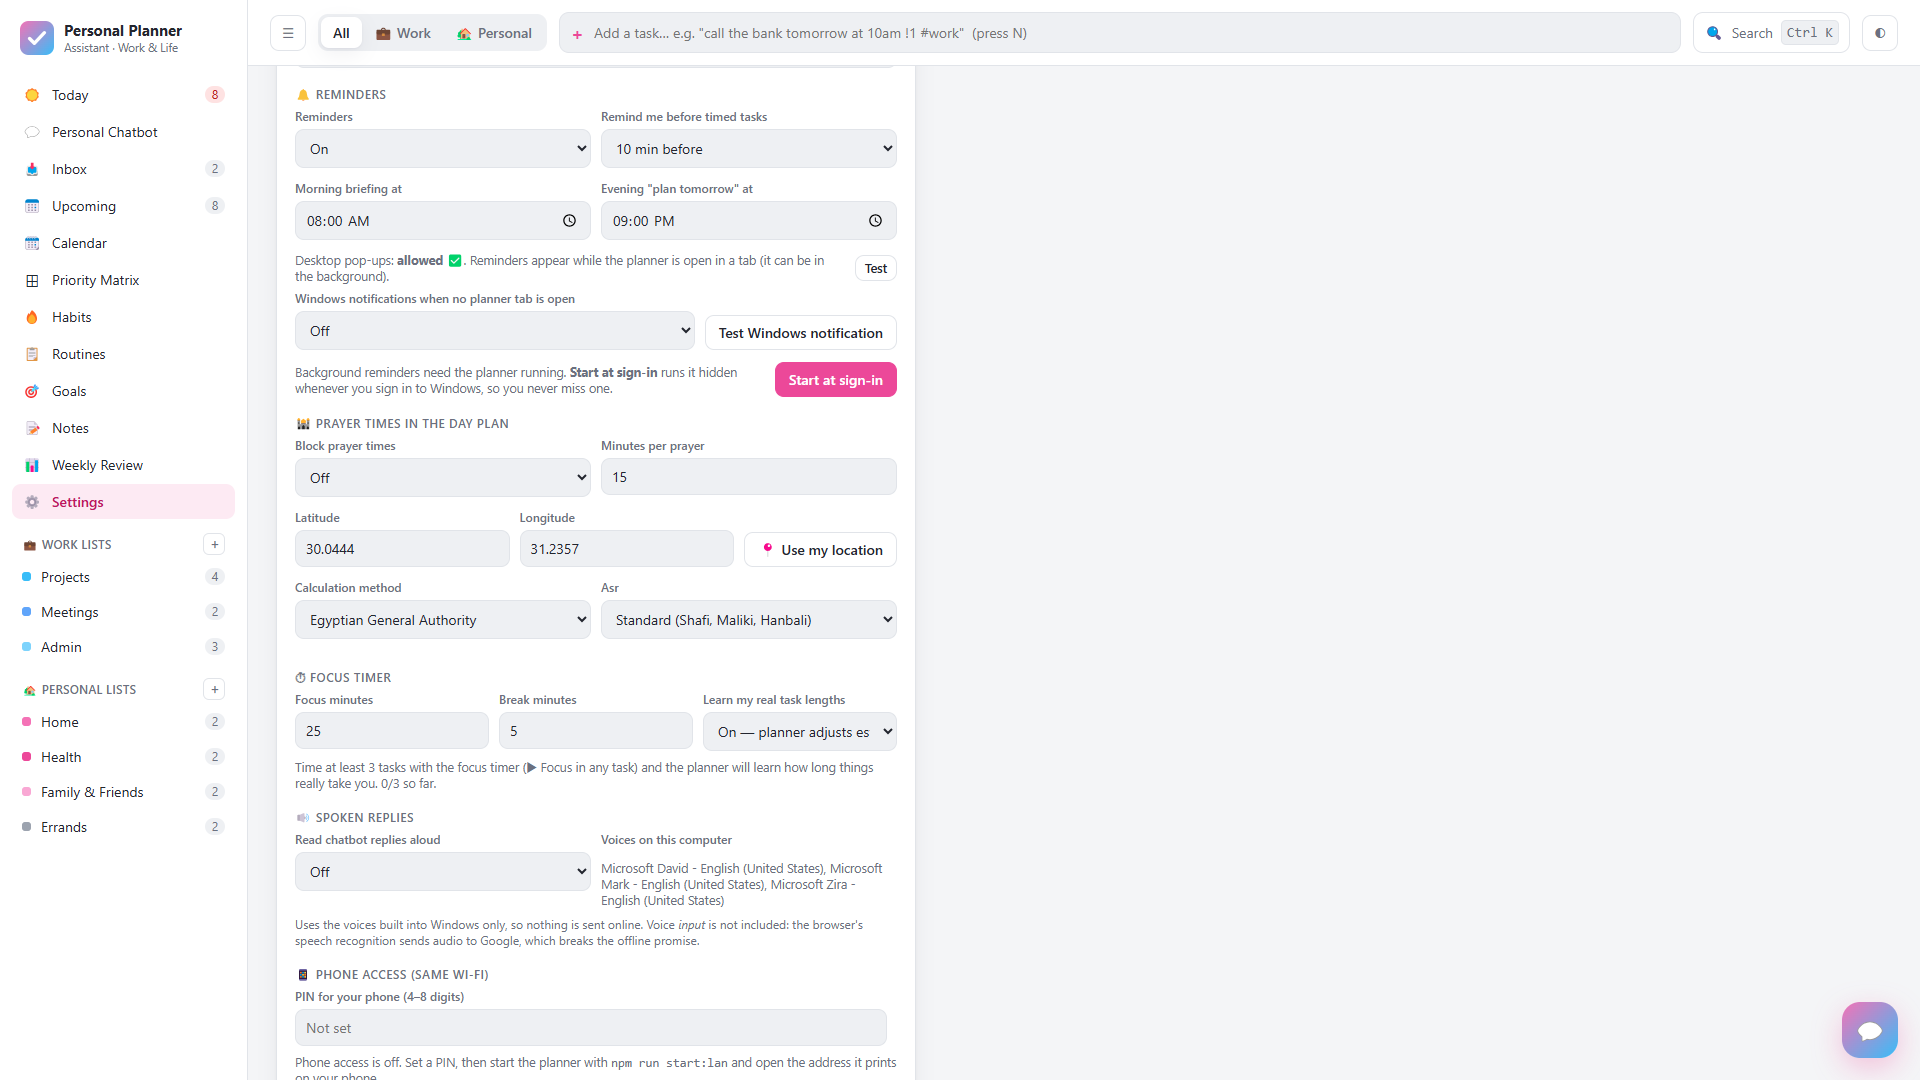 Personal Planner
Assistant · Work & Life
Today 8
Personal Chatbot
Inbox 2
Upcoming 8
Calendar
Priority Matrix
Habits
Routines
Goals
Notes
Weekly Review
Settings
WORK LISTS +
Projects 4
Meetings 2
Admin 3
PERSONAL LISTS +
Home 2
Health 2
Family & Friends 2
Errands 2
All Work Personal
+ Add a task... e.g. "call the bank tomorrow at 10am !1 #work" (press N)
Search Ctrl K
REMINDERS
Reminders Remind me before timed tasks
On 10 min before
Morning briefing at Evening "plan tomorrow" at
08:00 AM 09:00 PM
Desktop pop-ups: allowed ✅. Reminders appear while the planner is open in a tab (it can be in
the background).
Test
Windows notifications when no planner tab is open
Off Test Windows notification
Background reminders need the planner running. Start at sign-in runs it hidden
whenever you sign in to Windows, so you never miss one.
Start at sign-in
PRAYER TIMES IN THE DAY PLAN
Block prayer times Minutes per prayer
Off 15
Latitude Longitude
30.0444 31.2357 Use my location
Calculation method Asr
Egyptian General Authority Standard (Shafi, Maliki, Hanbali)
FOCUS TIMER
Focus minutes Break minutes Learn my real task lengths
25 5 On — planner adjusts es
Time at least 3 tasks with the focus timer (▶ Focus in any task) and the planner will learn how long things
really take you. 0/3 so far.
SPOKEN REPLIES
Read chatbot replies aloud Voices on this computer
Off
Microsoft David - English (United States), Microsoft
Mark - English (United States), Microsoft Zira -
English (United States)
Uses the voices built into Windows only, so nothing is sent online. Voice input is not included: the browser's
speech recognition sends audio to Google, which breaks the offline promise.
PHONE ACCESS (SAME WI-FI)
PIN for your phone (4–8 digits)
Not set
Phone access is off. Set a PIN, then start the planner with npm run start:lan and open the address it prints
on your phone.